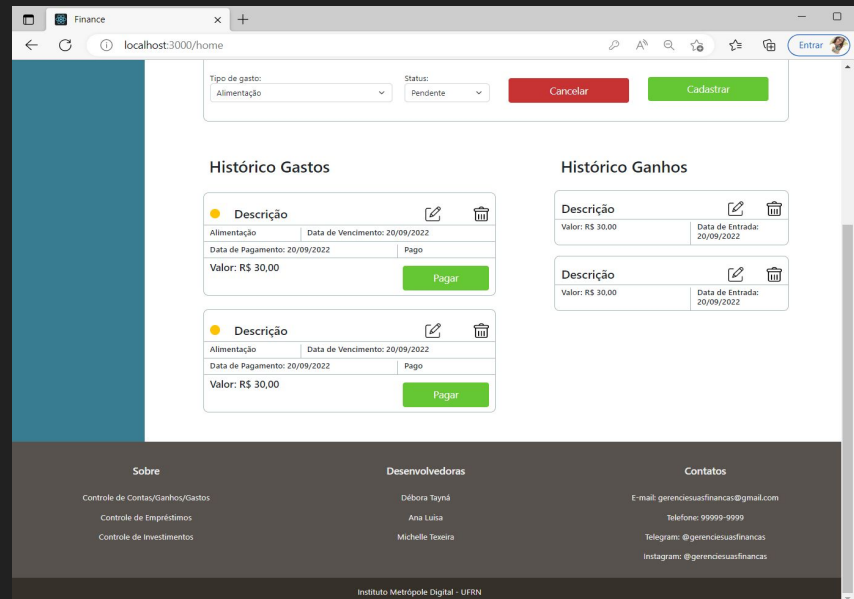 Finance
localhost:3000/home
Entrar
Tipo de gasto:
Status:
Alimentação
Pendente
Cancelar
Cadastrar
Histórico Gastos
Descrição
Alimentação
Data de Vencimento: 20/09/2022
Data de Pagamento: 20/09/2022
Pago
Valor: R$ 30,00
Pagar
Descrição
Alimentação
Data de Vencimento: 20/09/2022
Data de Pagamento: 20/09/2022
Pago
Valor: R$ 30,00
Pagar
Histórico Ganhos
Descrição
Valor: R$ 30,00
Data de Entrada:
20/09/2022
Descrição
Valor: R$ 30,00
Data de Entrada:
20/09/2022
Sobre
Controle de Contas/Ganhos/Gastos
Controle de Empréstimos
Controle de Investimentos
Desenvolvedoras
Débora Tayná
Ana Luisa
Michelle Texeira
Contatos
E-mail: gerenciesuasfinancas@gmail.com
Telefone: 99999-9999
Telegram: @gerenciesuasfinancas
Instagram: @gerenciesuasfinancas
Instituto Metrópole Digital - UFRN